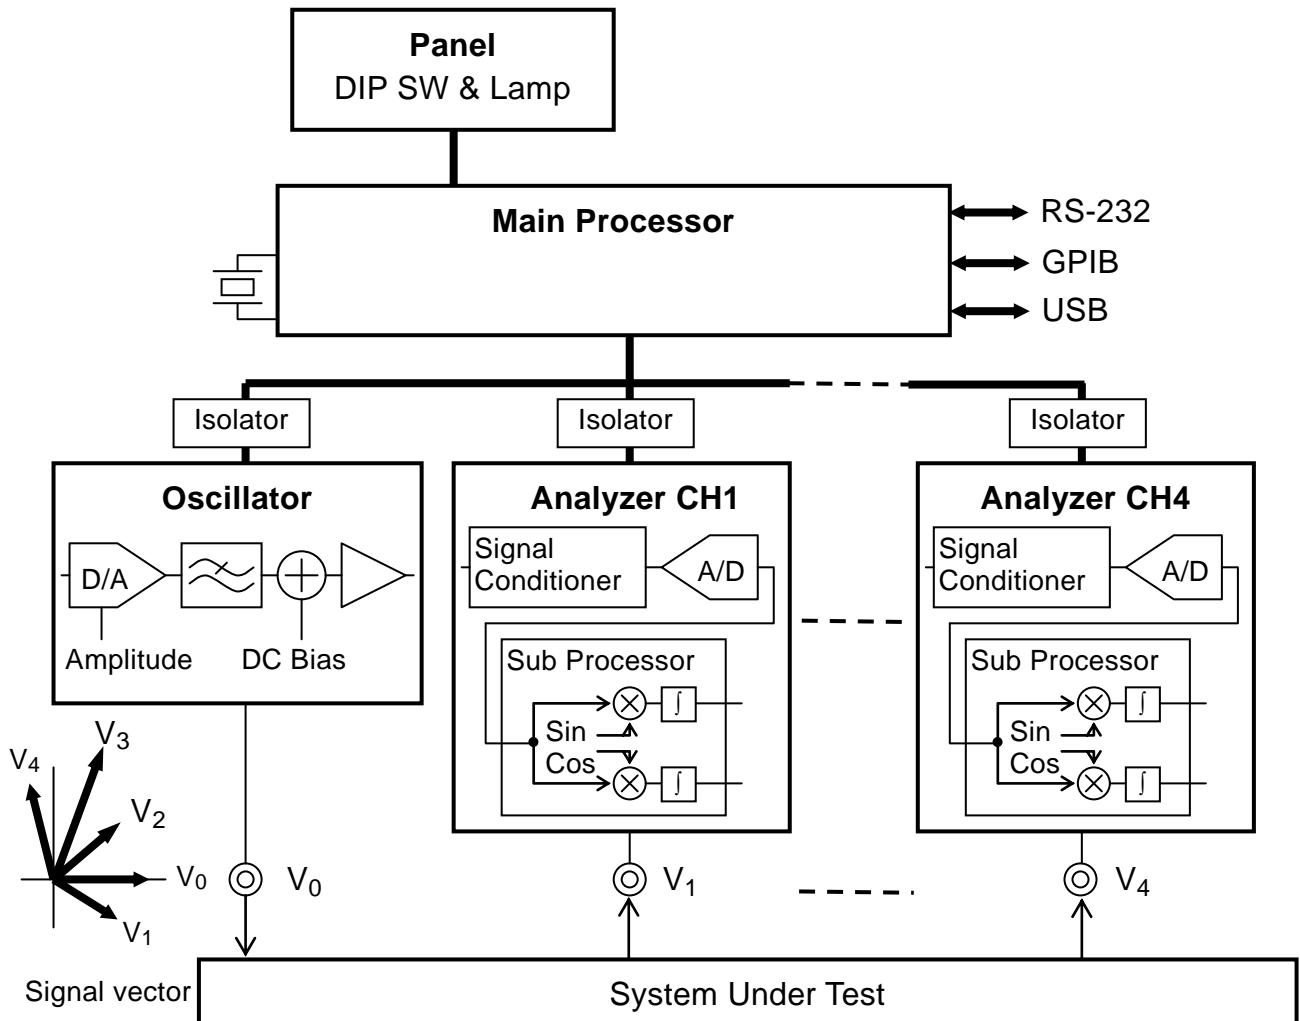 Panel
DIP SW & Lamp
Main Processor
RS-232
GPIB
USB
Isolator
Isolator
Isolator
Oscillator
D/A
Amplitude
DC Bias
Analyzer CH1
Signal
Conditioner
A/D
Sub Processor
∫
Sin
Cos
∫
Analyzer CH4
Signal
Conditioner
A/D
Sub Processor
∫
Sin
Cos
∫
V3
V4
V2
V0
V1
V0
V1
V4
Signal vector
System Under Test